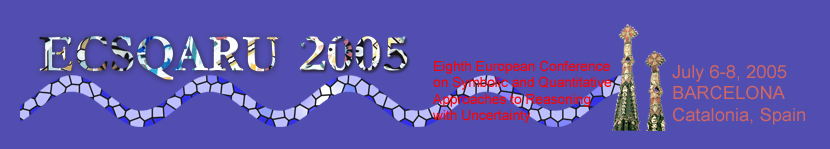 ECSQARU 2005
Eighth European Conference
on Symbolic and Quantitative
Approaches to Reasoning
with Uncertainty
July 6-8, 2005
BARCELONA
Catalonia, Spain